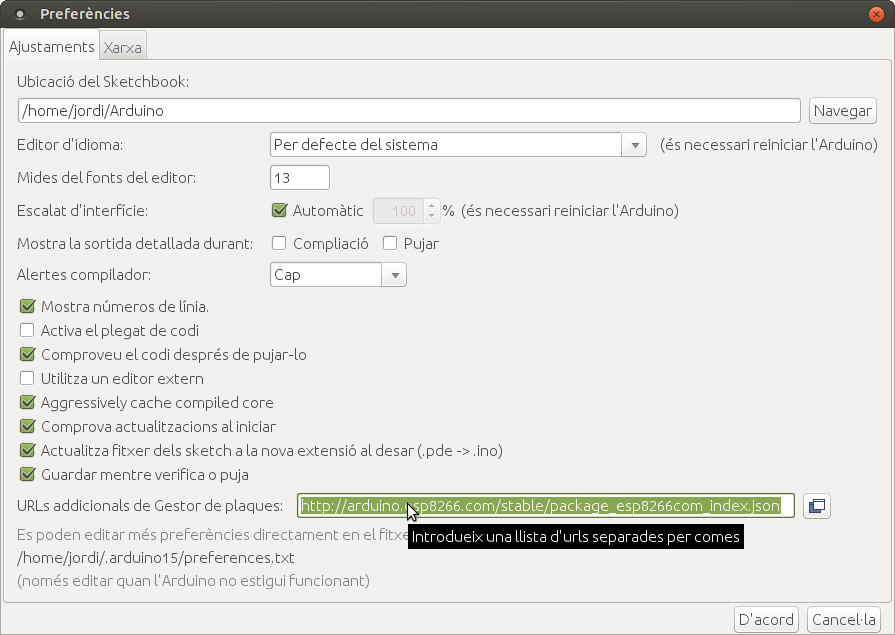 Preferències
Ajustaments Xarxa
Ubicació del Sketchbook:
/home/jordi/Arduino Navegar
Editor d'idioma: Per defecte del sistema (és necessari reiniciar l'Arduino)
Mides del fonts del editor: 13
Escalat d'interfície: Automàtic 100 % (és necessari reiniciar l'Arduino)
Mostra la sortida detallada durant: Compliació Pujar
Alertes compilador: Cap
Mostra números de línia.
Activa el plegat de codi
Comproveu el codi després de pujar-lo
Utilitza un editor extern
Aggressively cache compiled core
Comprova actualitzacions al iniciar
Actualitza fitxer dels sketch a la nova extensió al desar (.pde -> .ino)
Guardar mentre verifica o puja
URLs addicionals de Gestor de plaques: http://arduino.esp8266.com/stable/package_esp8266com_index.json
Es poden editar més preferències directament en el fitxe
Introdueix una llista d'urls separades per comes
/home/jordi/.arduino15/preferences.txt
(només editar quan l'Arduino no estigui funcionant)
D'acord Cancel·la